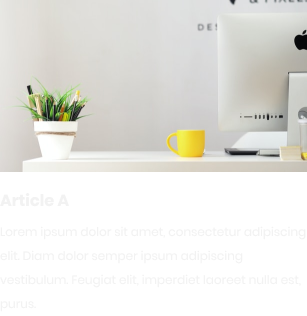 DE
Article A
Lorem ipsum dolor sit amet, consectetur adipiscing
elit. Diam dolor semper ipsum adipiscing
vestibulum. Feugiat elit, imperdiet laoreet nulla est,
purus.